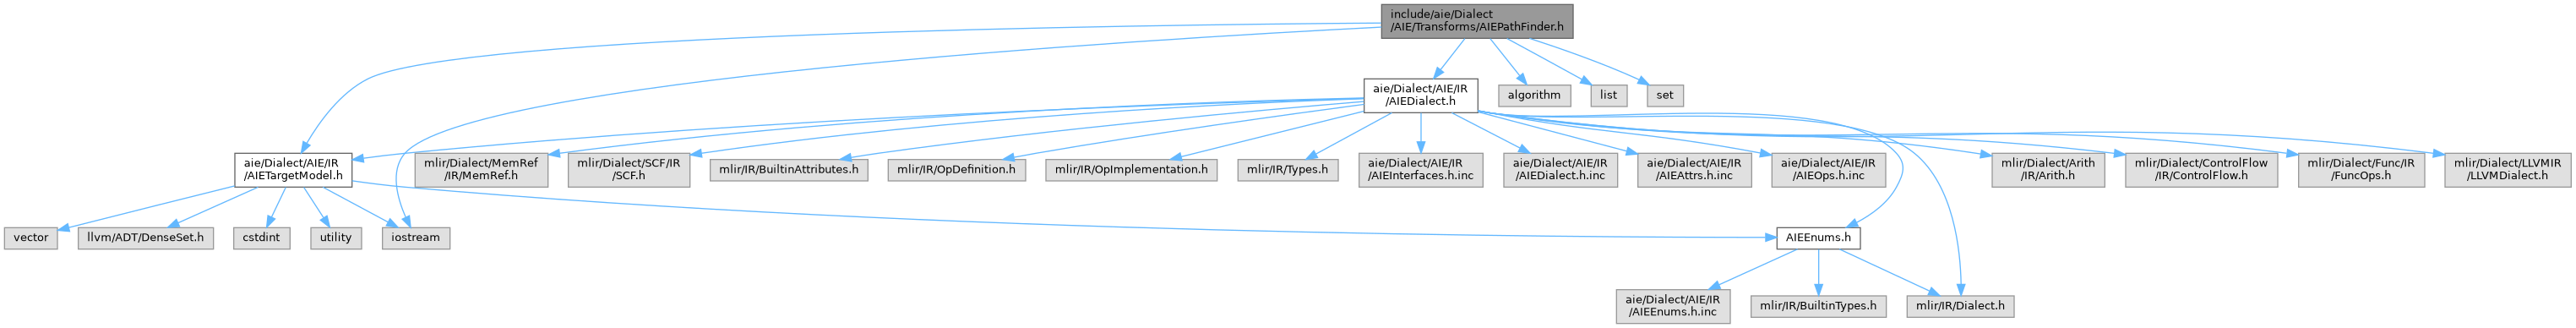 include/aie/Dialect
/AIE/Transforms/AIEPathFinder.h
aie/Dialect/AIE/IR
/AIEDialect.h
algorithm
list
set
aie/Dialect/AIE/IR
/AIETargetModel.h
mlir/Dialect/MemRef
/IR/MemRef.h
mlir/Dialect/SCF/IR
/SCF.h
mlir/IR/BuiltinAttributes.h
mlir/IR/OpDefinition.h
mlir/IR/OpImplementation.h
mlir/IR/Types.h
aie/Dialect/AIE/IR
/AIEInterfaces.h.inc
aie/Dialect/AIE/IR
/AIEDialect.h.inc
aie/Dialect/AIE/IR
/AIEAttrs.h.inc
aie/Dialect/AIE/IR
/AIEOps.h.inc
mlir/Dialect/Arith
/IR/Arith.h
mlir/Dialect/ControlFlow
/IR/ControlFlow.h
mlir/Dialect/Func/IR
/FuncOps.h
mlir/Dialect/LLVMIR
/LLVMDialect.h
vector
llvm/ADT/DenseSet.h
cstdint
utility
iostream
AIEEnums.h
aie/Dialect/AIE/IR
/AIEEnums.h.inc
mlir/IR/BuiltinTypes.h
mlir/IR/Dialect.h